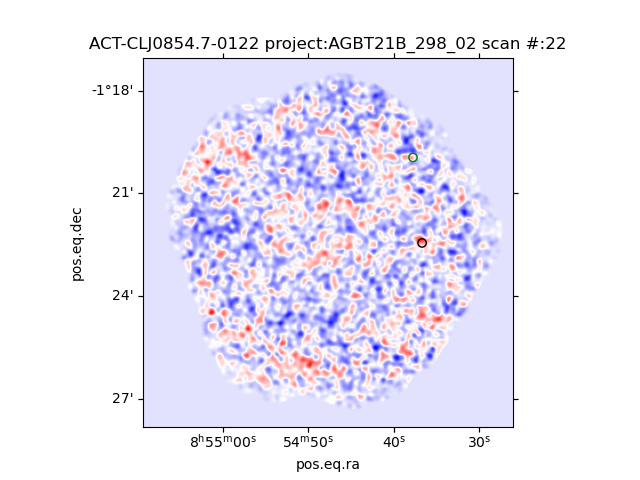 ACT-CLJ0854.7-0122 project:AGBT21B_298_02 scan #:22
-1°18'
21'
24'
27'
pos.eq.dec
8ʰ55ᵐ00ˢ 54ᵐ50ˢ 40ˢ 30ˢ
pos.eq.ra